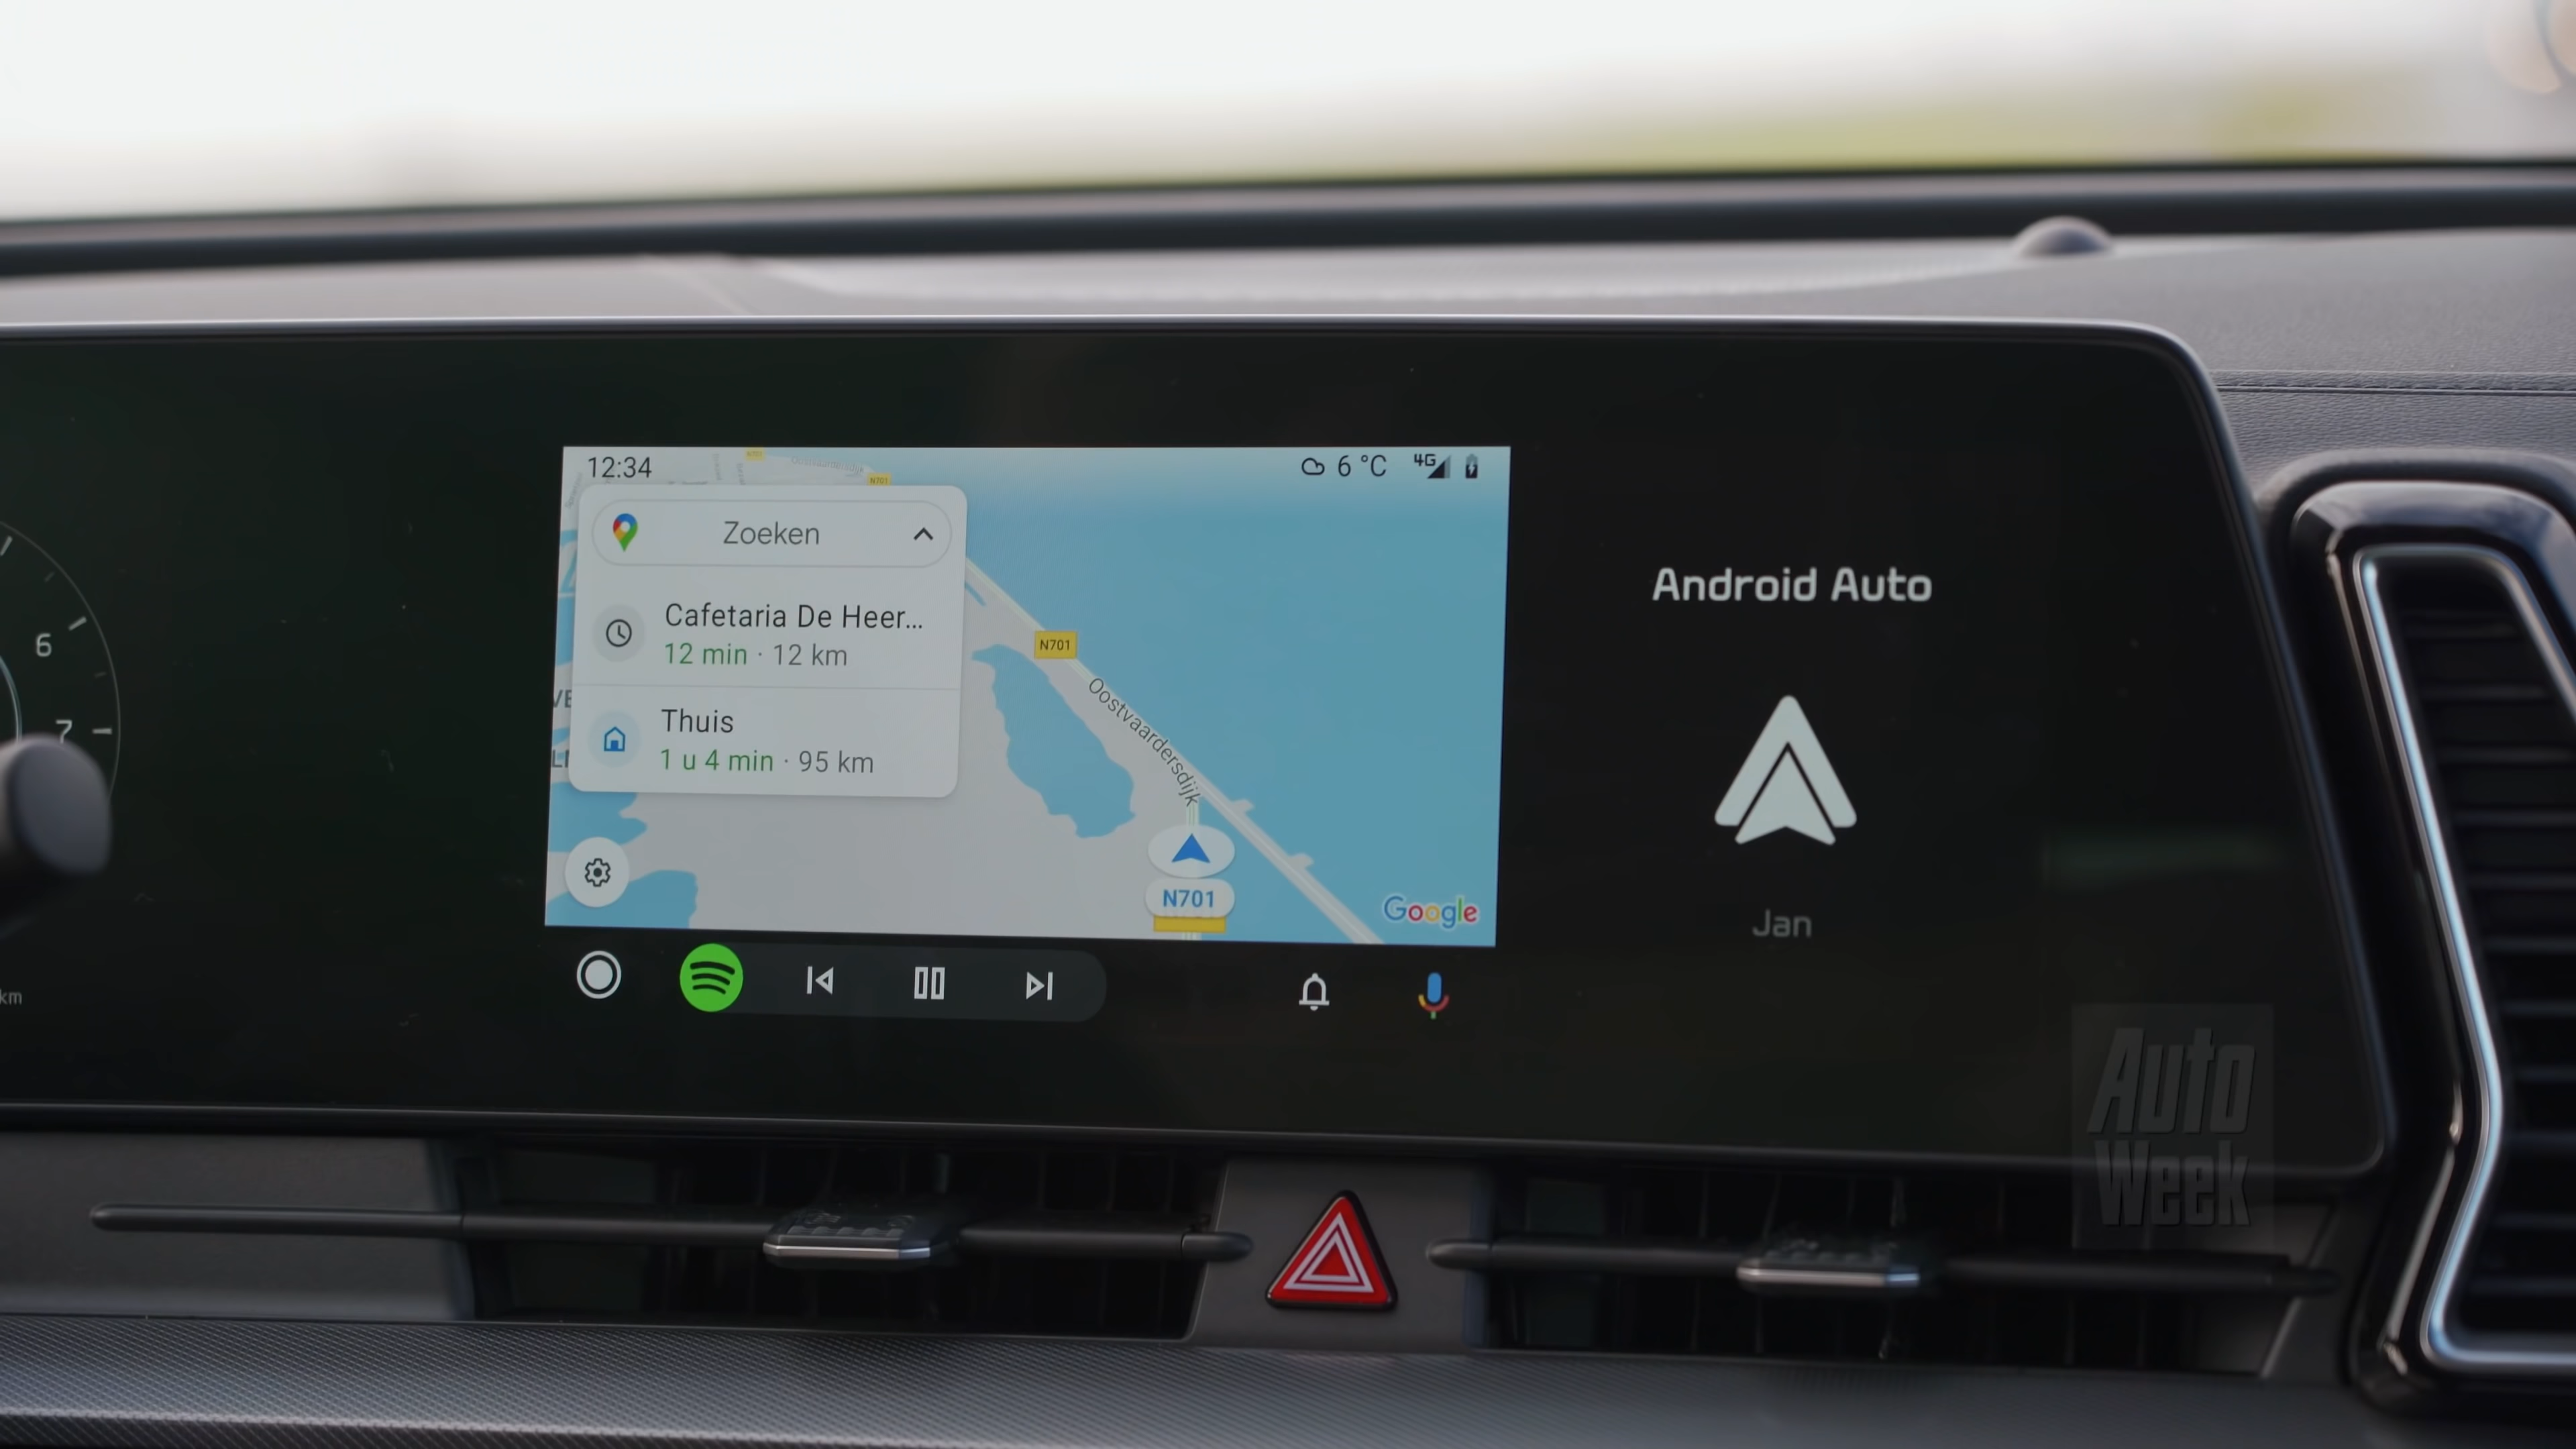 12:34
6 °C
4G
N701
Zoeken
Cafetaria De Heer...
12 min · 12 km
Thuis
1 u 4 min · 95 km
N701
Oostvaardersdijk
N701
Google
Android Auto
Jan
6
7
km
Auto
Week